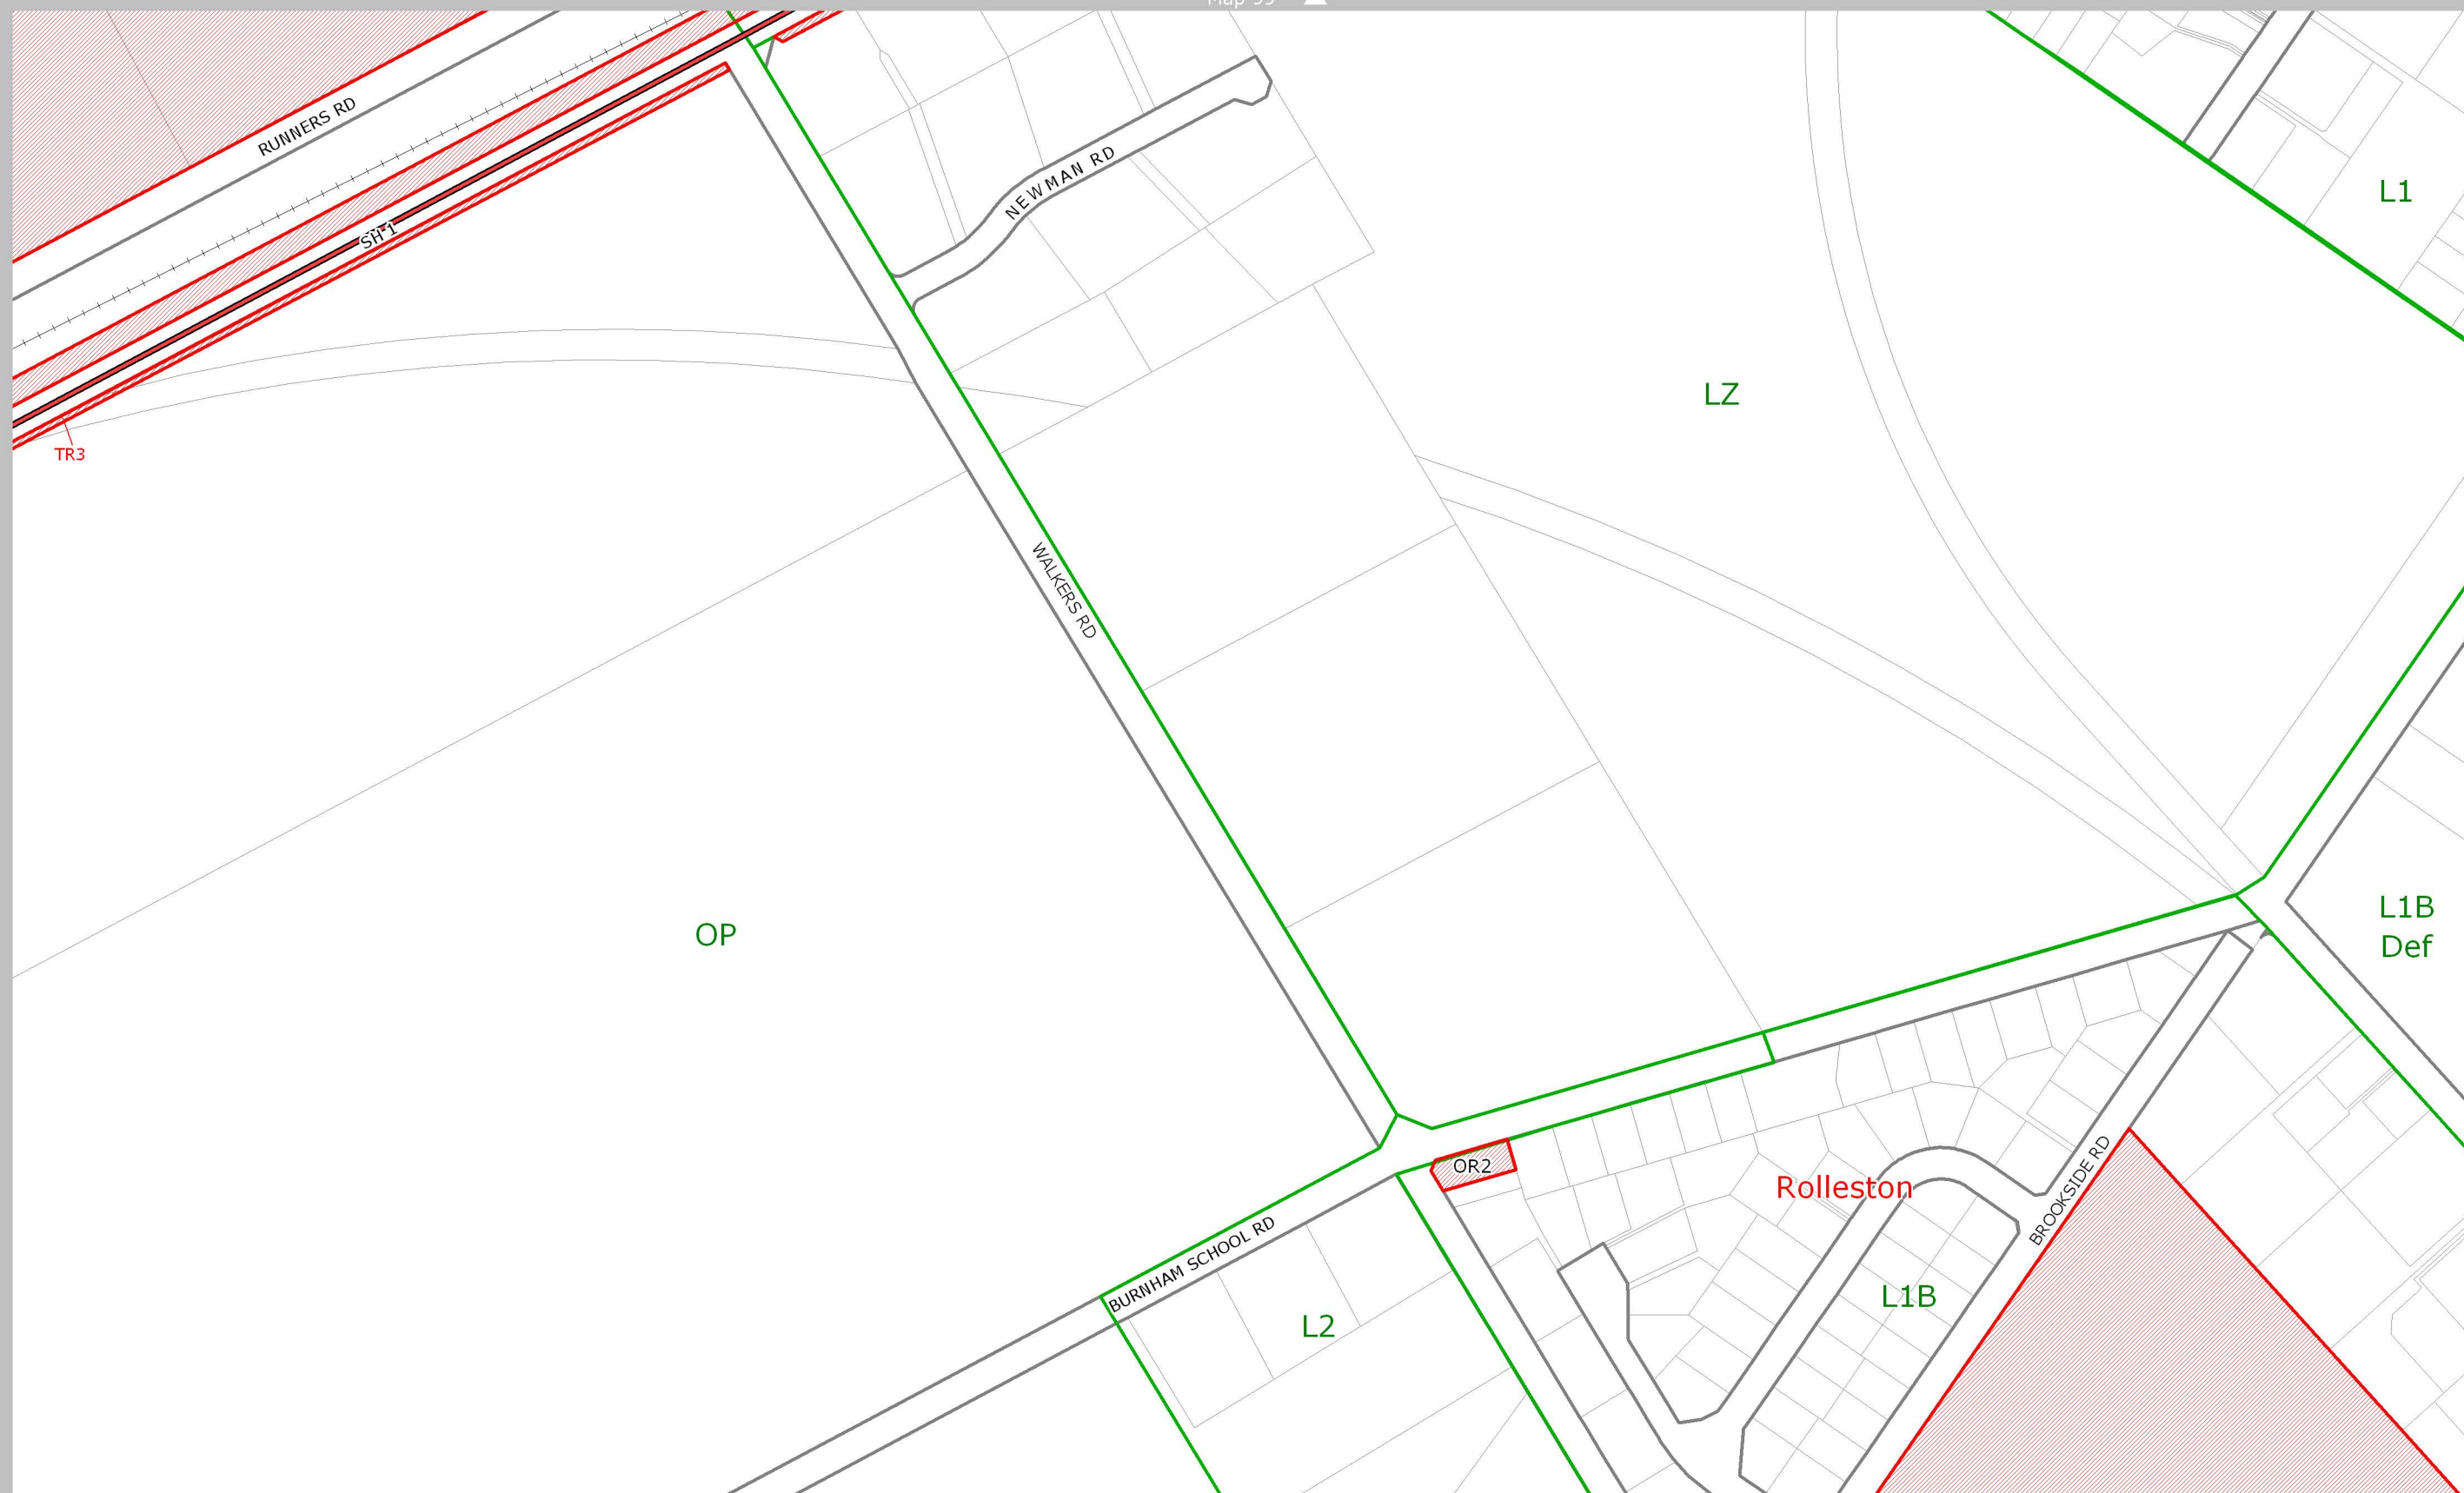 RUNNERS RD
SH 1
TR3
NEWMAN RD
L1
LZ
WALKERS RD
OP
L1B
Def
OR2
Rolleston
BROOKSIDE RD
BURNHAM SCHOOL RD
L2
L1B